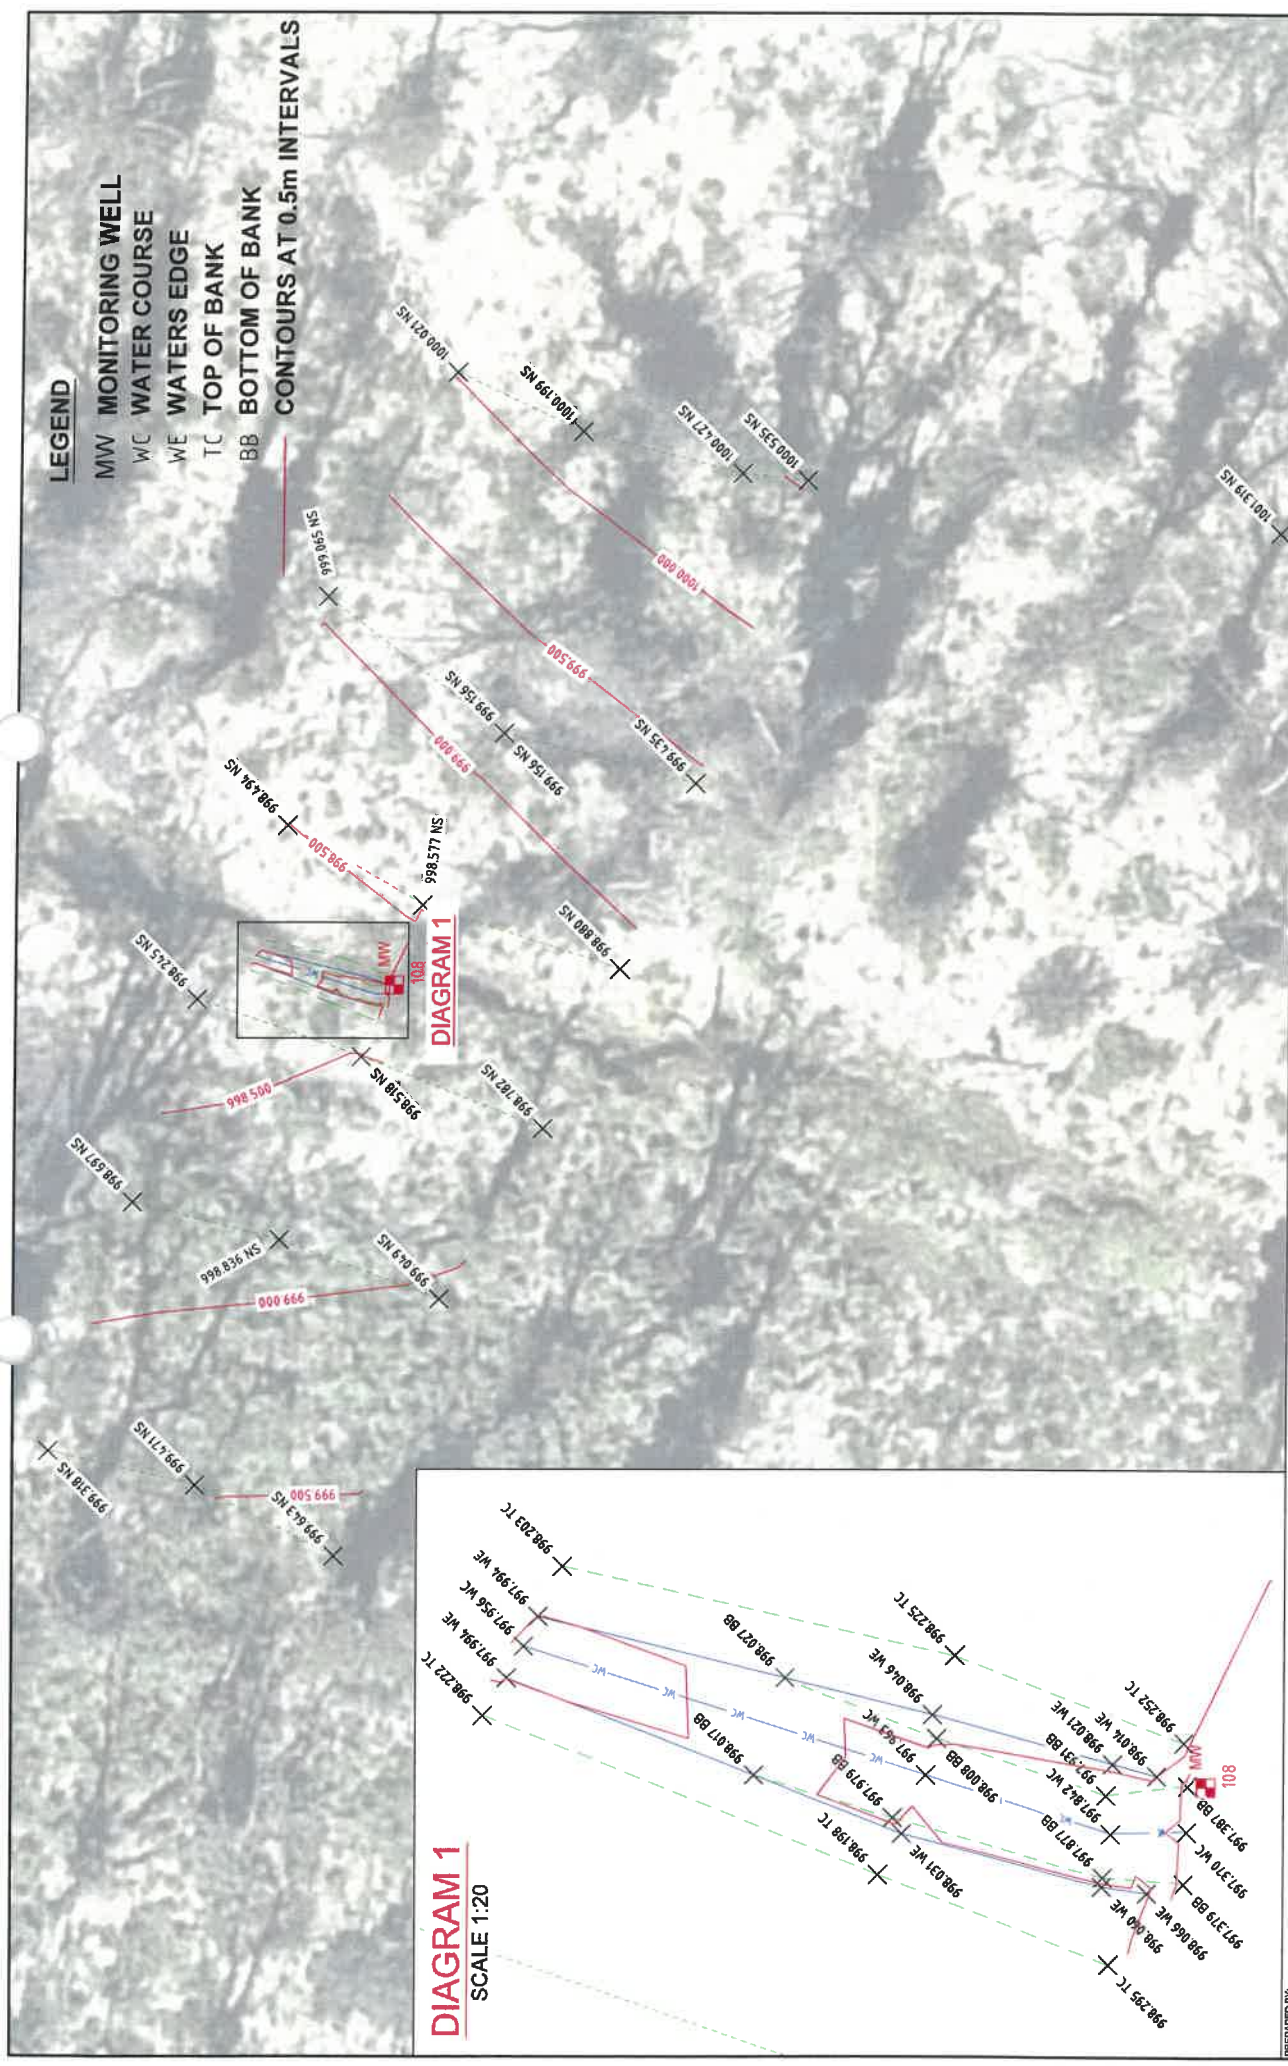 LEGEND
MW MONITORING WELL
WC WATER COURSE
WE WATERS EDGE
TC TOP OF BANK
BB BOTTOM OF BANK
CONTOURS AT 0.5m INTERVALS
1000.021 NS
1000.199 NS
1000.427 NS
1000.535 NS
1001.319 NS
1000.000
999.065 NS
999.500
999.156 NS
999.156 NS
999.435 NS
999.000
998.494 NS
998.500
998.577 NS
998.880 NS
998.245 NS
MW
108
DIAGRAM 1
998.500
998.518 NS
998.782 NS
998.697 NS
998.836 NS
999.049 NS
999.000
999.318 NS
999.471 NS
999.500
999.643 NS
DIAGRAM 1
SCALE 1:20
998.203 TC
997.994 WE
997.956 WC
997.994 WE
998.222 TC
WC
WC
WC
WC
WC
998.027 BB
998.225 TC
998.046 WE
998.017 BB
997.963 WC
998.008 BB
997.979 BB
998.198 TC
998.031 WE
998.252 TC
998.014 WE
998.021 WE
997.931 BB
997.842 WC
997.877 BB
MW
108
997.387 BB
997.370 WC
997.379 BB
998.066 WE
998.060 WE
998.295 TC